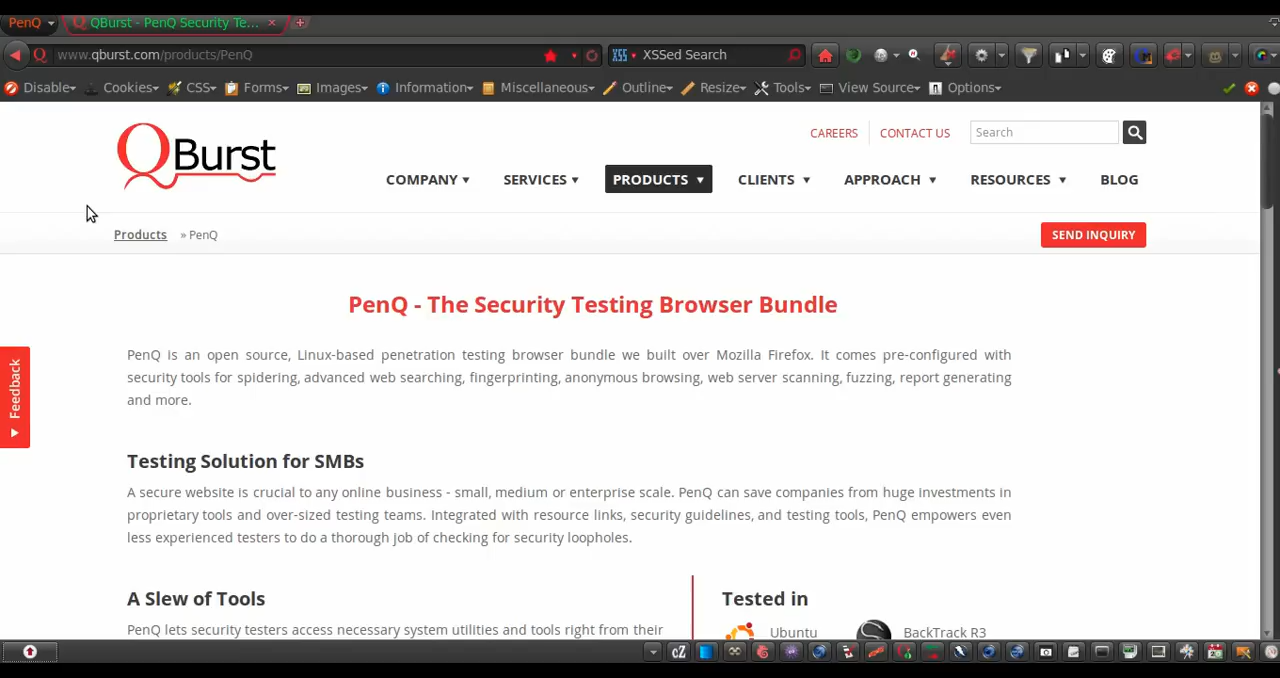 PenQ
QBurst - PenQ Security Te...
www.qburst.com/products/PenQ
XSS XSSed Search
Disable Cookies CSS Forms Images Information Miscellaneous Outline Resize Tools View Source Options
QBurst
CAREERS CONTACT US Search
COMPANY SERVICES PRODUCTS CLIENTS APPROACH RESOURCES BLOG
Products » PenQ
SEND INQUIRY
Feedback
PenQ - The Security Testing Browser Bundle
PenQ is an open source, Linux-based penetration testing browser bundle we built over Mozilla Firefox. It comes pre-configured with
security tools for spidering, advanced web searching, fingerprinting, anonymous browsing, web server scanning, fuzzing, report generating
and more.
Testing Solution for SMBs
A secure website is crucial to any online business - small, medium or enterprise scale. PenQ can save companies from huge investments in
proprietary tools and over-sized testing teams. Integrated with resource links, security guidelines, and testing tools, PenQ empowers even
less experienced testers to do a thorough job of checking for security loopholes.
A Slew of Tools
PenQ lets security testers access necessary system utilities and tools right from their
Tested in
Ubuntu
BackTrack R3
cZ